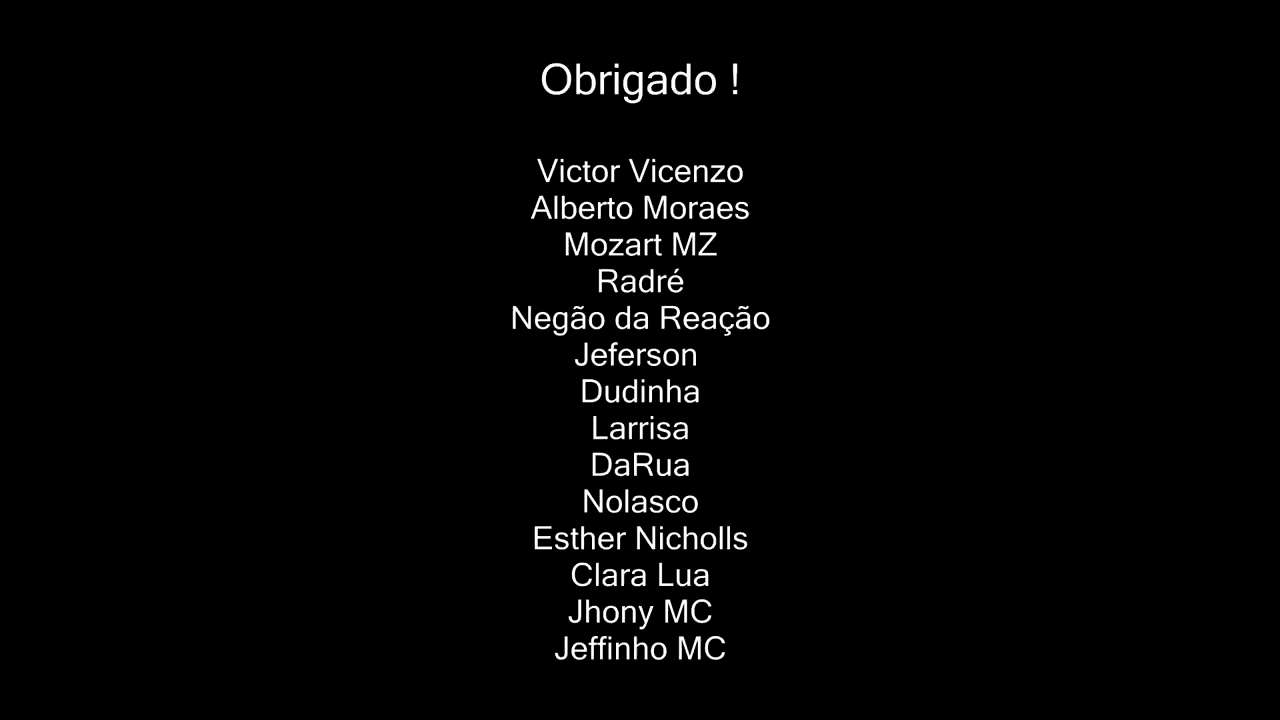 Obrigado !
Victor Vicenzo
Alberto Moraes
Mozart MZ
Radré
Negão da Reação
Jeferson
Dudinha
Larrisa
DaRua
Nolasco
Esther Nicholls
Clara Lua
Jhony MC
Jeffinho MC